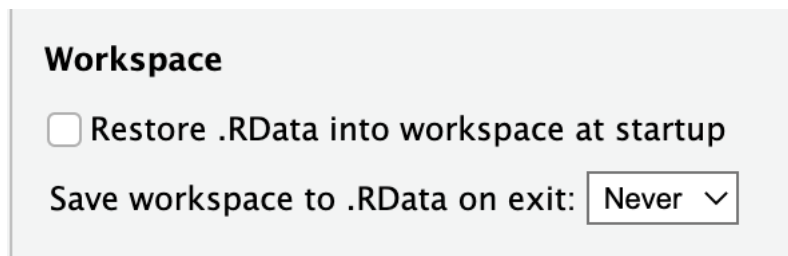 Workspace
Restore .RData into workspace at startup
Save workspace to .RData on exit: Never